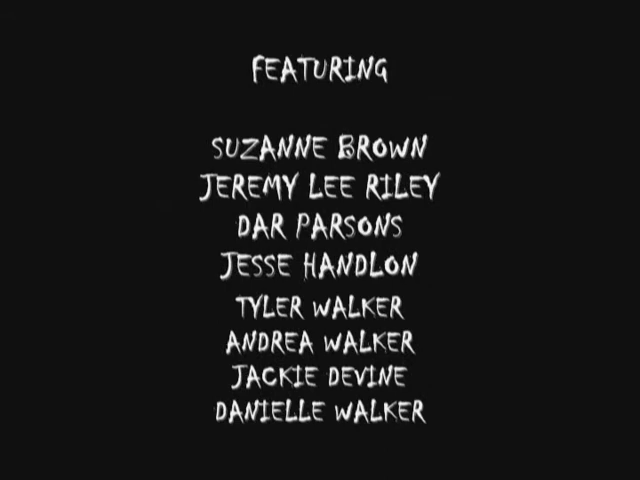 FEATURING
SUZANNE BROWN
JEREMY LEE RILEY
DAR PARSONS
JESSE HANDLON
TYLER WALKER
ANDREA WALKER
JACKIE DEVINE
DANIELLE WALKER